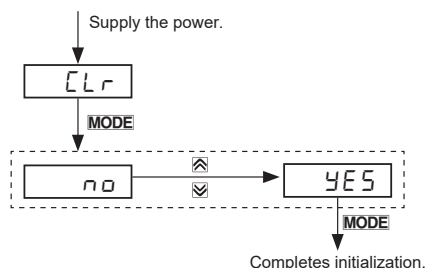 Supply the power.
CLr
MODE
no
YES
MODE
Completes initialization.